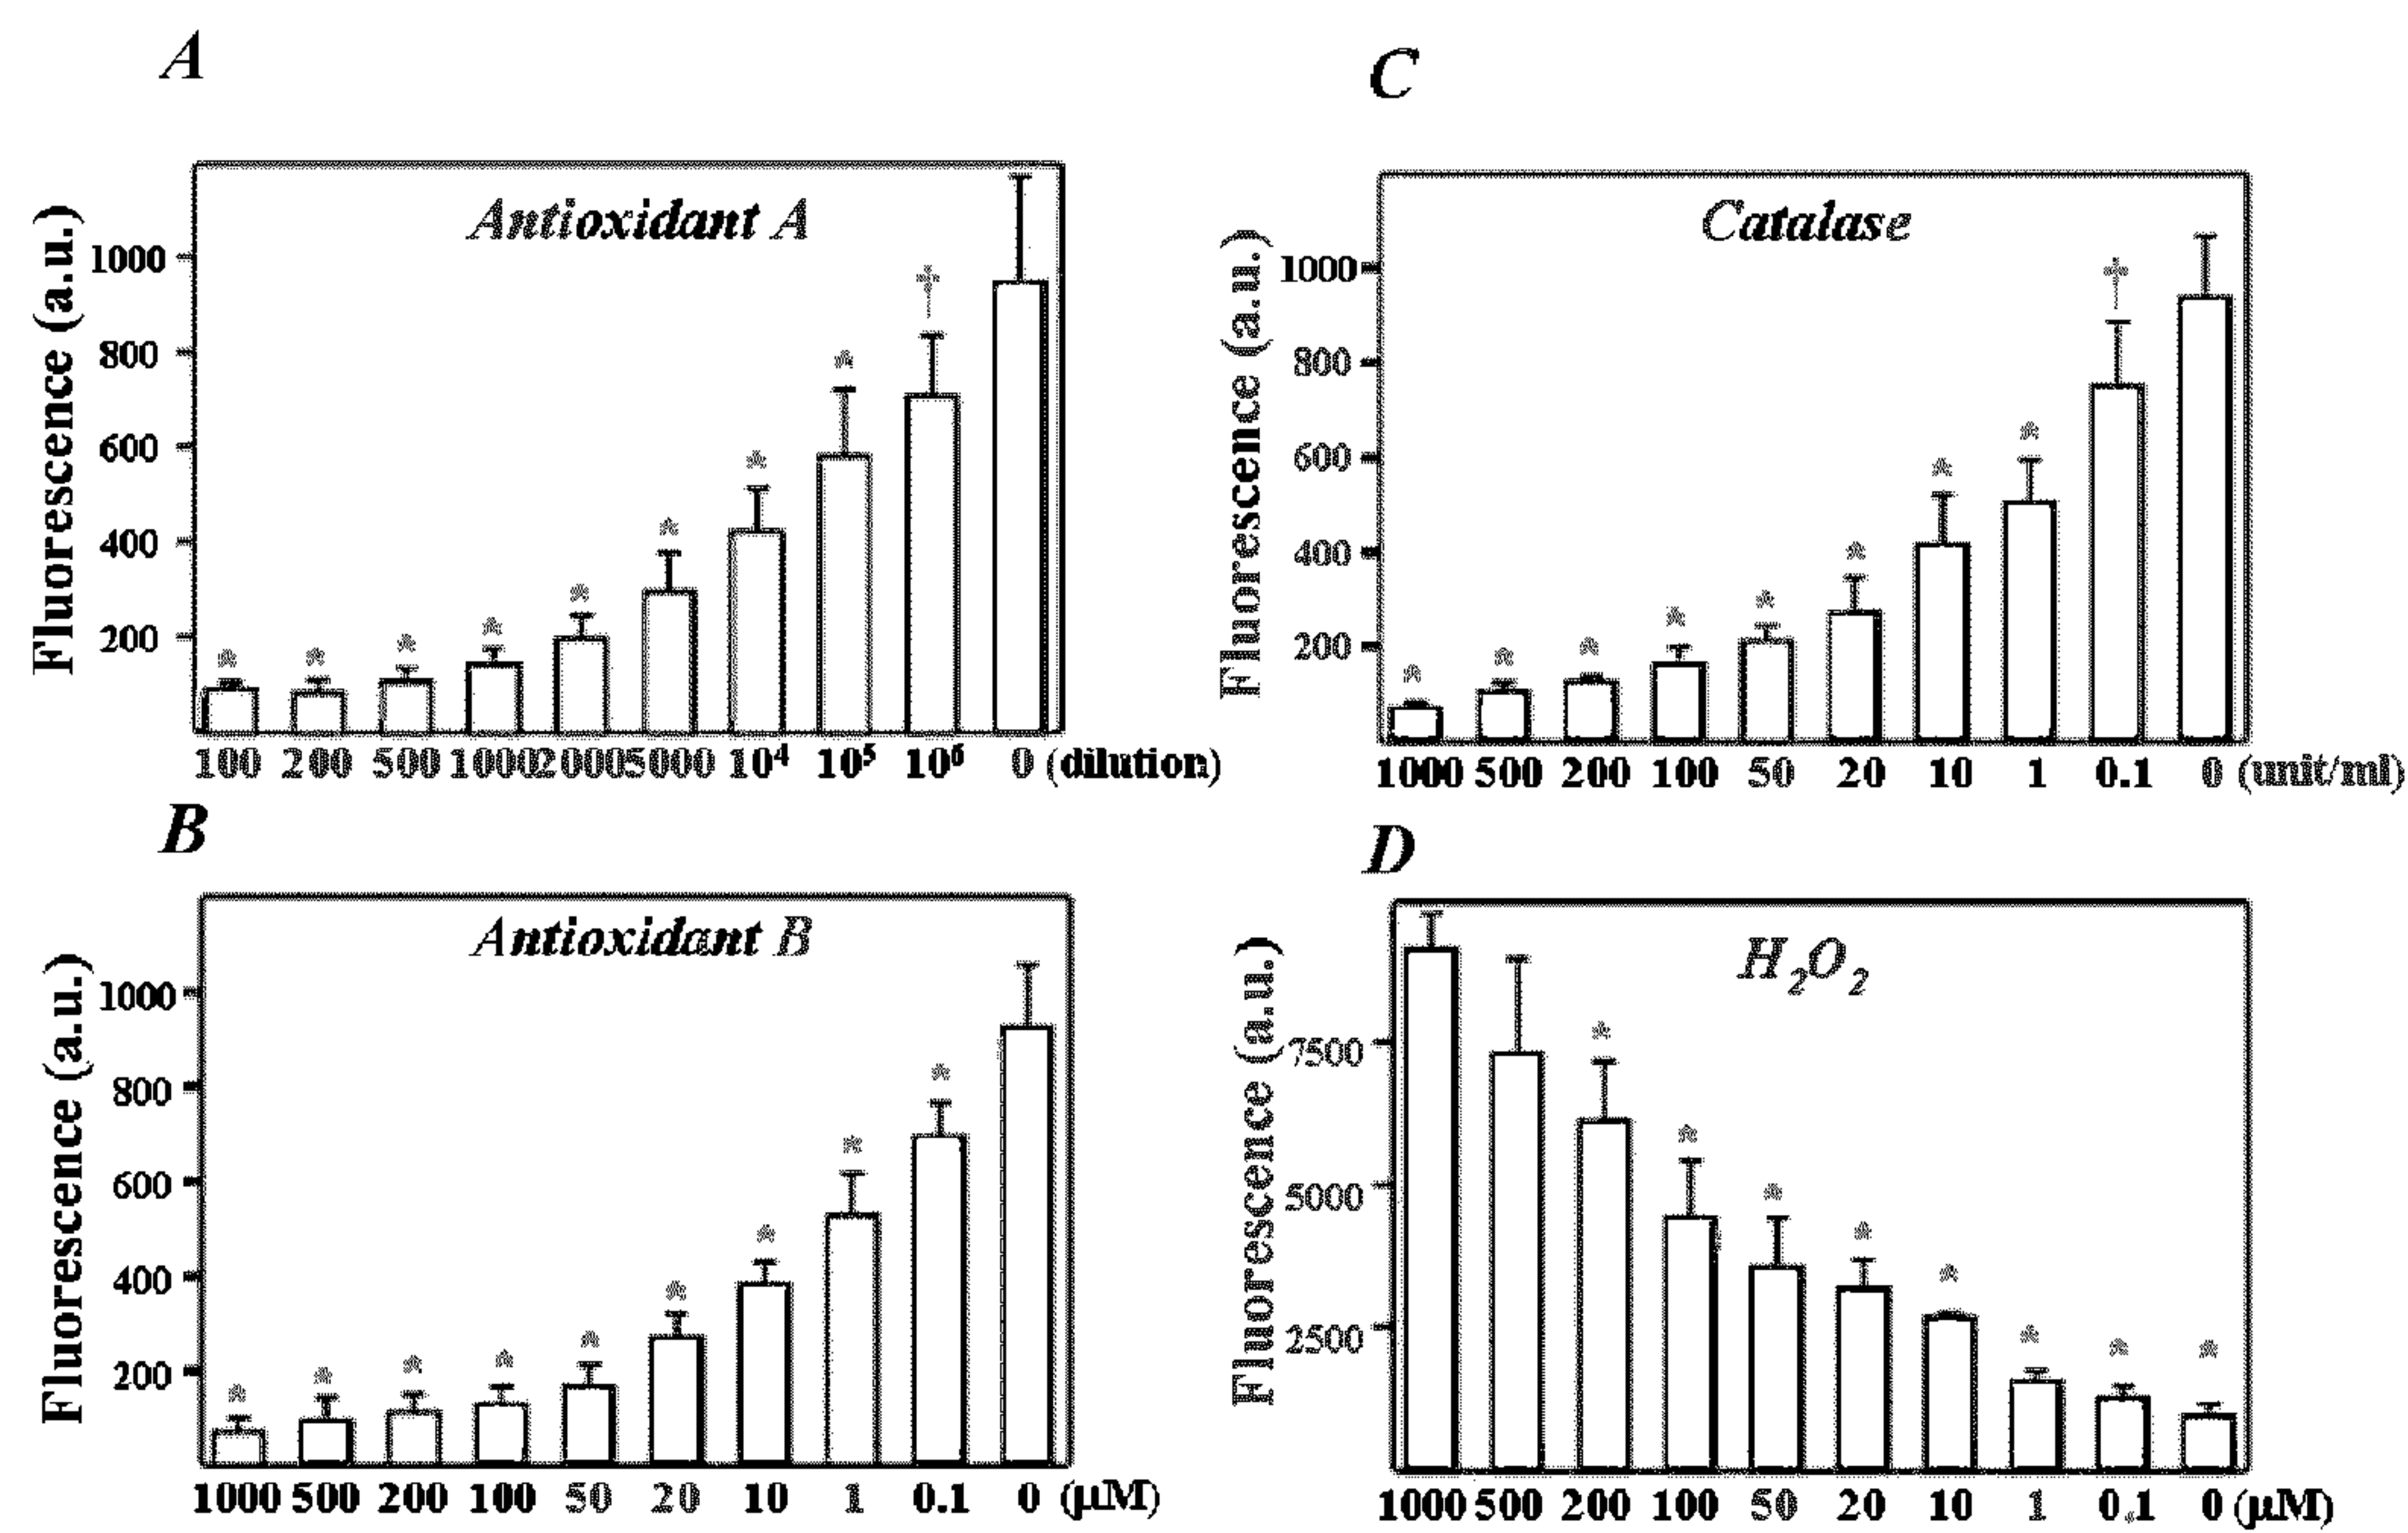 A
Antioxidant A
Fluorescence (a.u.)
1000
800
600
400
200
* * * * * * * * †
100 200 500 1000 2000 5000 10⁴ 10⁵ 10⁶ 0 (dilution)
B
Antioxidant B
Fluorescence (a.u.)
1000
800
600
400
200
* * * * * * * * *
1000 500 200 100 50 20 10 1 0.1 0 (µM)
C
Catalase
Fluorescence (a.u.)
1000
800
600
400
200
* * * * * * * * †
1000 500 200 100 50 20 10 1 0.1 0 (unit/ml)
D
H₂O₂
Fluorescence (a.u.)
7500
5000
2500
* * * * * * * *
1000 500 200 100 50 20 10 1 0.1 0 (µM)